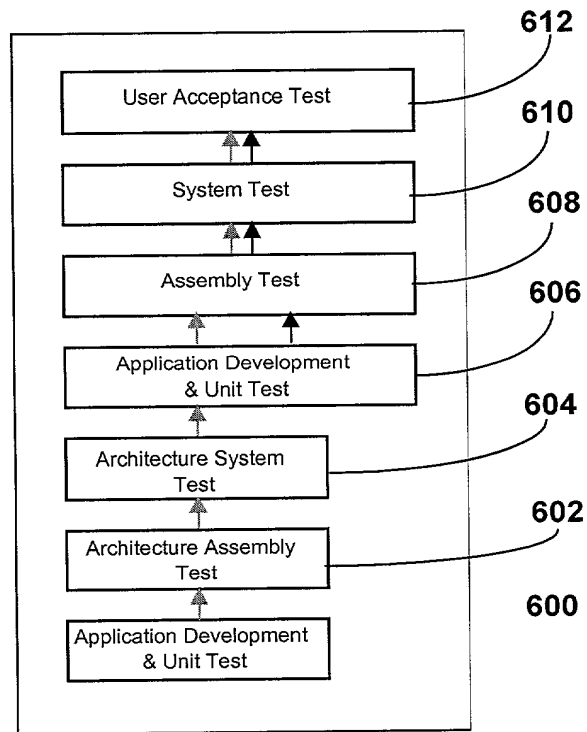 612
User Acceptance Test
610
System Test
608
Assembly Test
606
Application Development
& Unit Test
604
Architecture System
Test
602
Architecture Assembly
Test
600
Application Development
& Unit Test